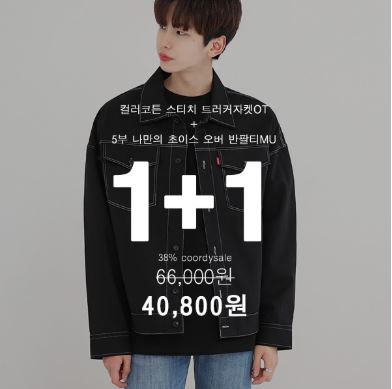 컬러코튼 스티치 트러커자켓OT
+
5부 나만의 초이스 오버 반팔티MU
1+1
38% coordysale
66,000원
40,800원